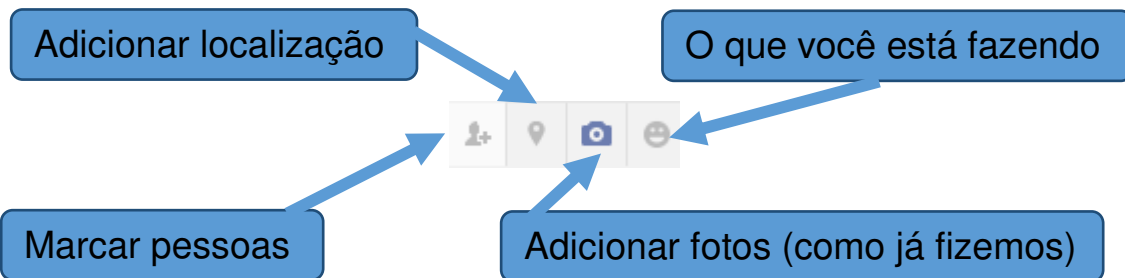 Adicionar localização
O que você está fazendo
Marcar pessoas
Adicionar fotos (como já fizemos)